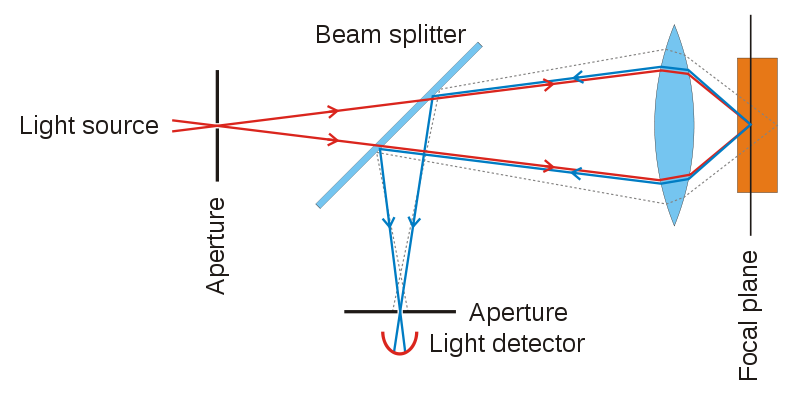 Beam splitter
Light source
Aperture
Aperture
Light detector
Focal plane